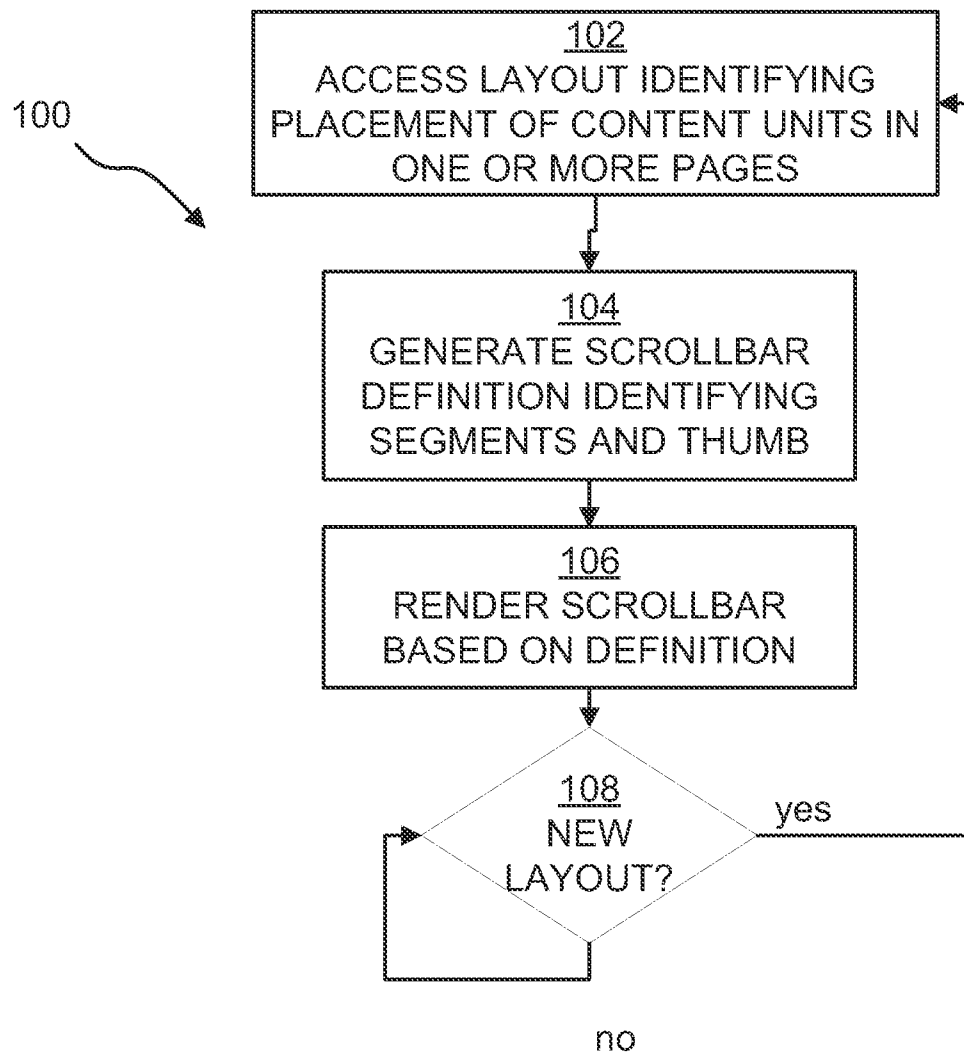 100
102
ACCESS LAYOUT IDENTIFYING
PLACEMENT OF CONTENT UNITS IN
ONE OR MORE PAGES
104
GENERATE SCROLLBAR
DEFINITION IDENTIFYING
SEGMENTS AND THUMB
106
RENDER SCROLLBAR
BASED ON DEFINITION
108
NEW
LAYOUT?
yes
no